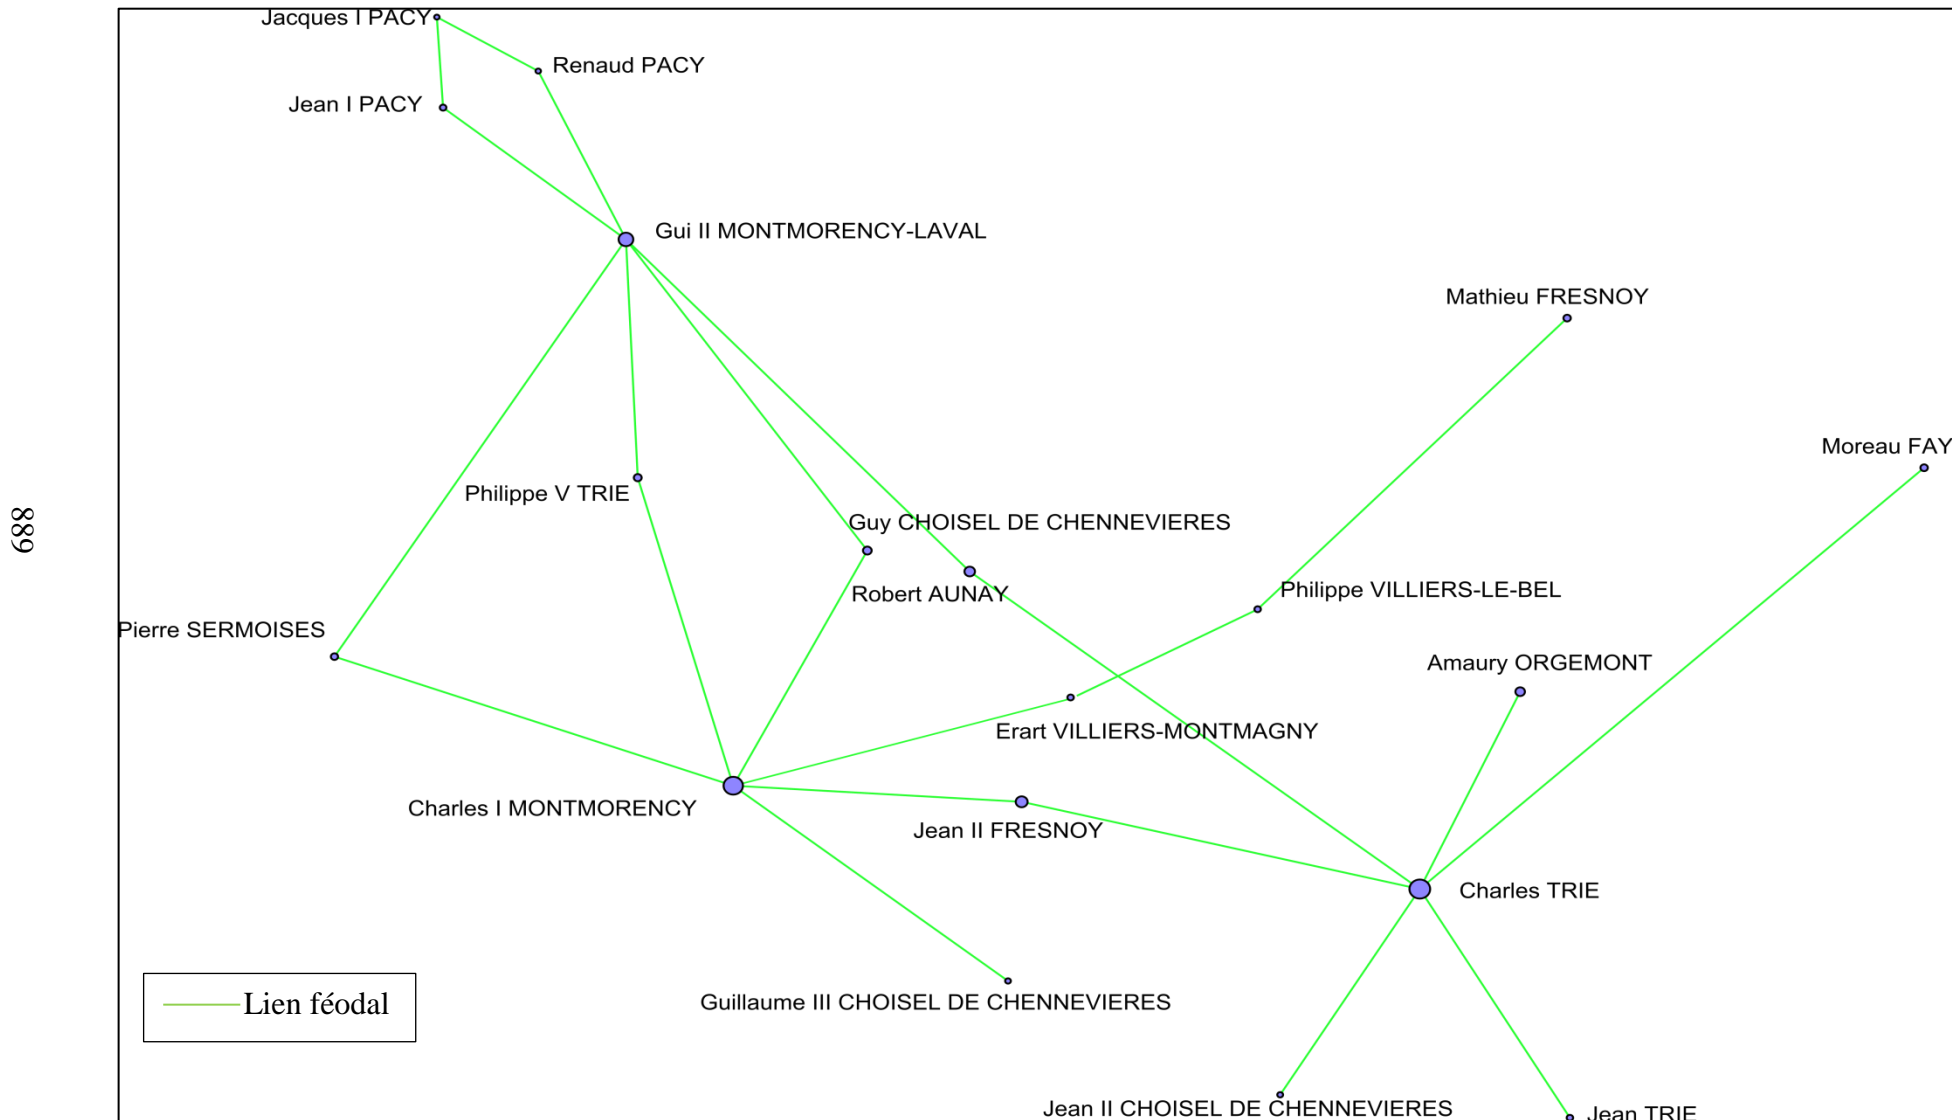 Jacques I PACY
Renaud PACY
Jean I PACY
Gui II MONTMORENCY-LAVAL
Mathieu FRESNOY
Moreau FAY
Philippe V TRIE
Guy CHOISEL DE CHENNEVIERES
689
Robert AUNAY
Philippe VILLIERS-LE-BEL
Pierre SERMOISES
Amaury ORGEMONT
Erart VILLIERS-MONTMAGNY
Charles I MONTMORENCY
Jean II FRESNOY
Charles TRIE
Guillaume III CHOISEL DE CHENNEVIERES
Lien féodal
Jean II CHOISEL DE CHENNEVIERES
Jean TRIE